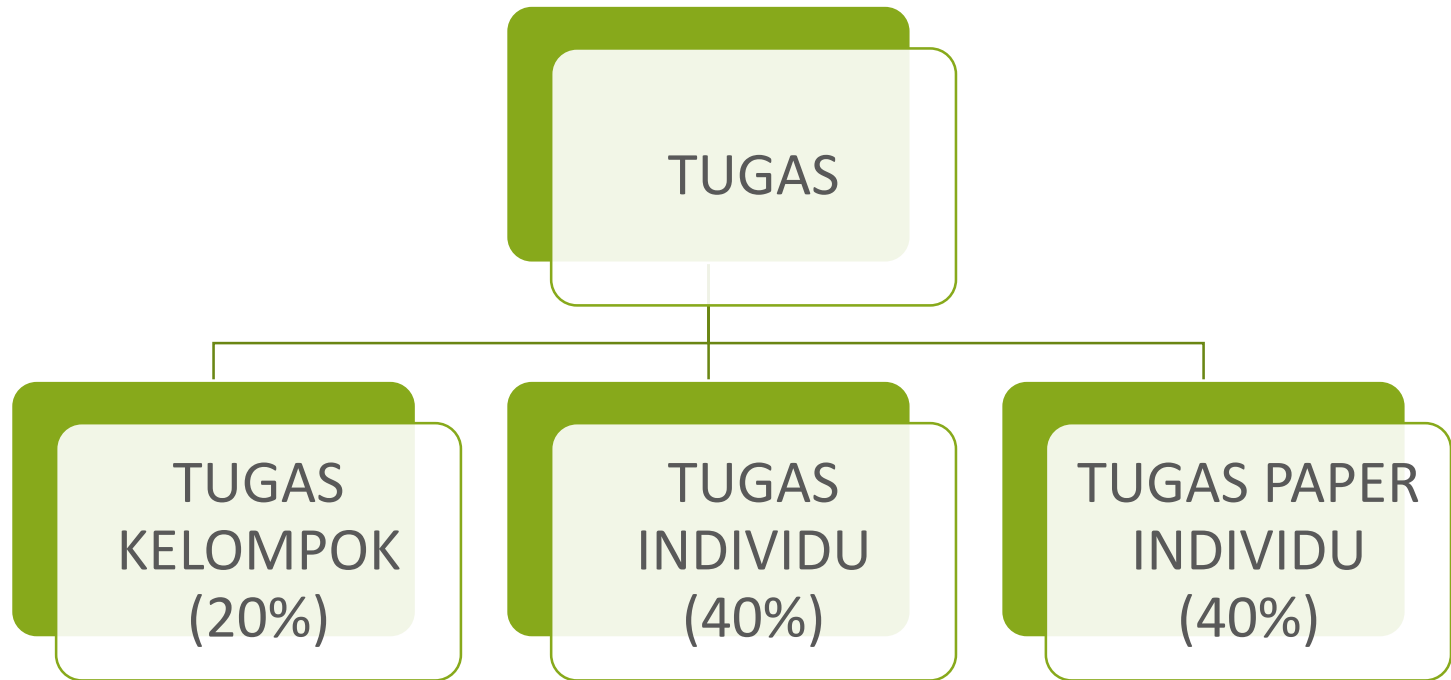 TUGAS
TUGAS
KELOMPOK
(20%)
TUGAS
INDIVIDU
(40%)
TUGAS PAPER
INDIVIDU
(40%)